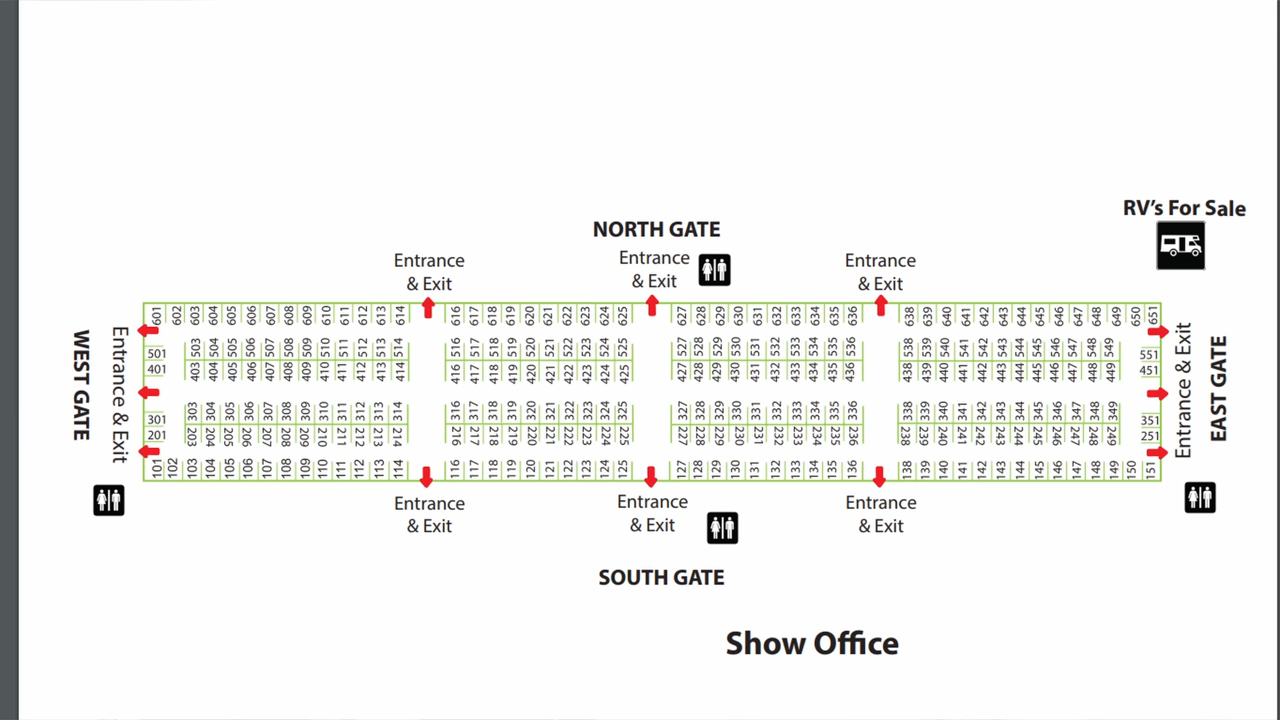 RV's For Sale
NORTH GATE
Entrance
& Exit
Entrance
& Exit
Entrance
& Exit
601 602 603 604 605 606 607 608 609 610 611 612 613 614 616 617 618 619 620 621 622 623 624 625 627 628 629 630 631 632 633 634 635 636 638 639 640 641 642 643 644 645 646 647 648 649 650 651
WEST GATE
Entrance & Exit
501 503 504 505 506 507 508 509 510 511 512 513 514 516 517 518 519 520 521 522 523 524 525 527 528 529 530 531 532 533 534 535 536 538 539 540 541 542 543 544 545 546 547 548 549 551
401 403 404 405 406 407 408 409 410 411 412 413 414 416 417 418 419 420 421 422 423 424 425 427 428 429 430 431 432 433 434 435 436 438 439 440 441 442 443 444 445 446 447 448 449 451
301 303 304 305 306 307 308 309 310 311 312 313 314 316 317 318 319 320 321 322 323 324 325 327 328 329 330 331 332 333 334 335 336 338 339 340 341 342 343 344 345 346 347 348 349 351
201 202 204 205 206 207 208 209 210 211 212 213 214 216 217 218 219 220 221 222 223 224 225 227 228 229 230 231 232 233 234 235 236 238 239 240 241 242 243 244 245 246 247 248 249 251
Entrance & Exit
EAST GATE
101 102 103 104 105 106 107 108 109 110 111 112 113 114 116 117 118 119 120 121 122 123 124 125 127 128 129 130 131 132 133 134 135 136 138 139 140 141 142 143 144 145 146 147 148 149 150 151
Entrance
& Exit
Entrance
& Exit
Entrance
& Exit
SOUTH GATE
Show Office